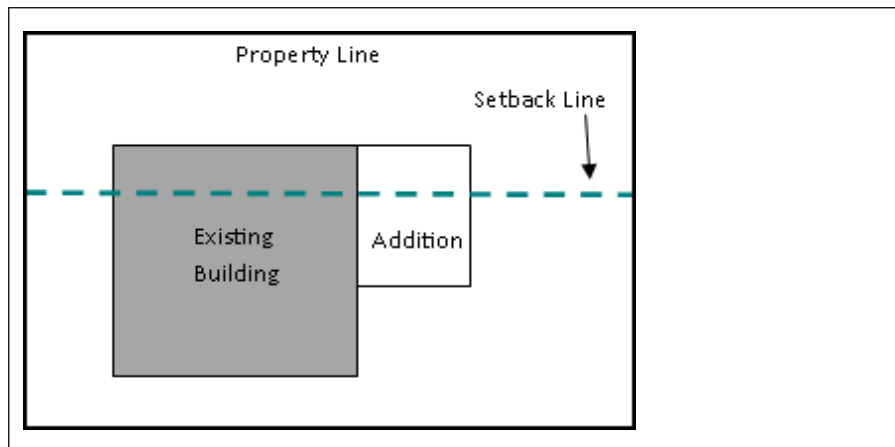 Property Line
Setback Line
Existing
Building
Addition